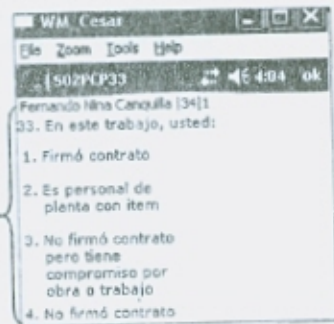 WM_Cesar
File Zoom Tools Help
S02PCP33 4:04 ok
Fernando Nina Canquilla [34]1
33. En este trabajo, usted:
1. Firmó contrato
2. Es personal de
planta con item
3. No firmó contrato
pero tiene
compromiso por
obra o trabajo
4. No firmó contrato